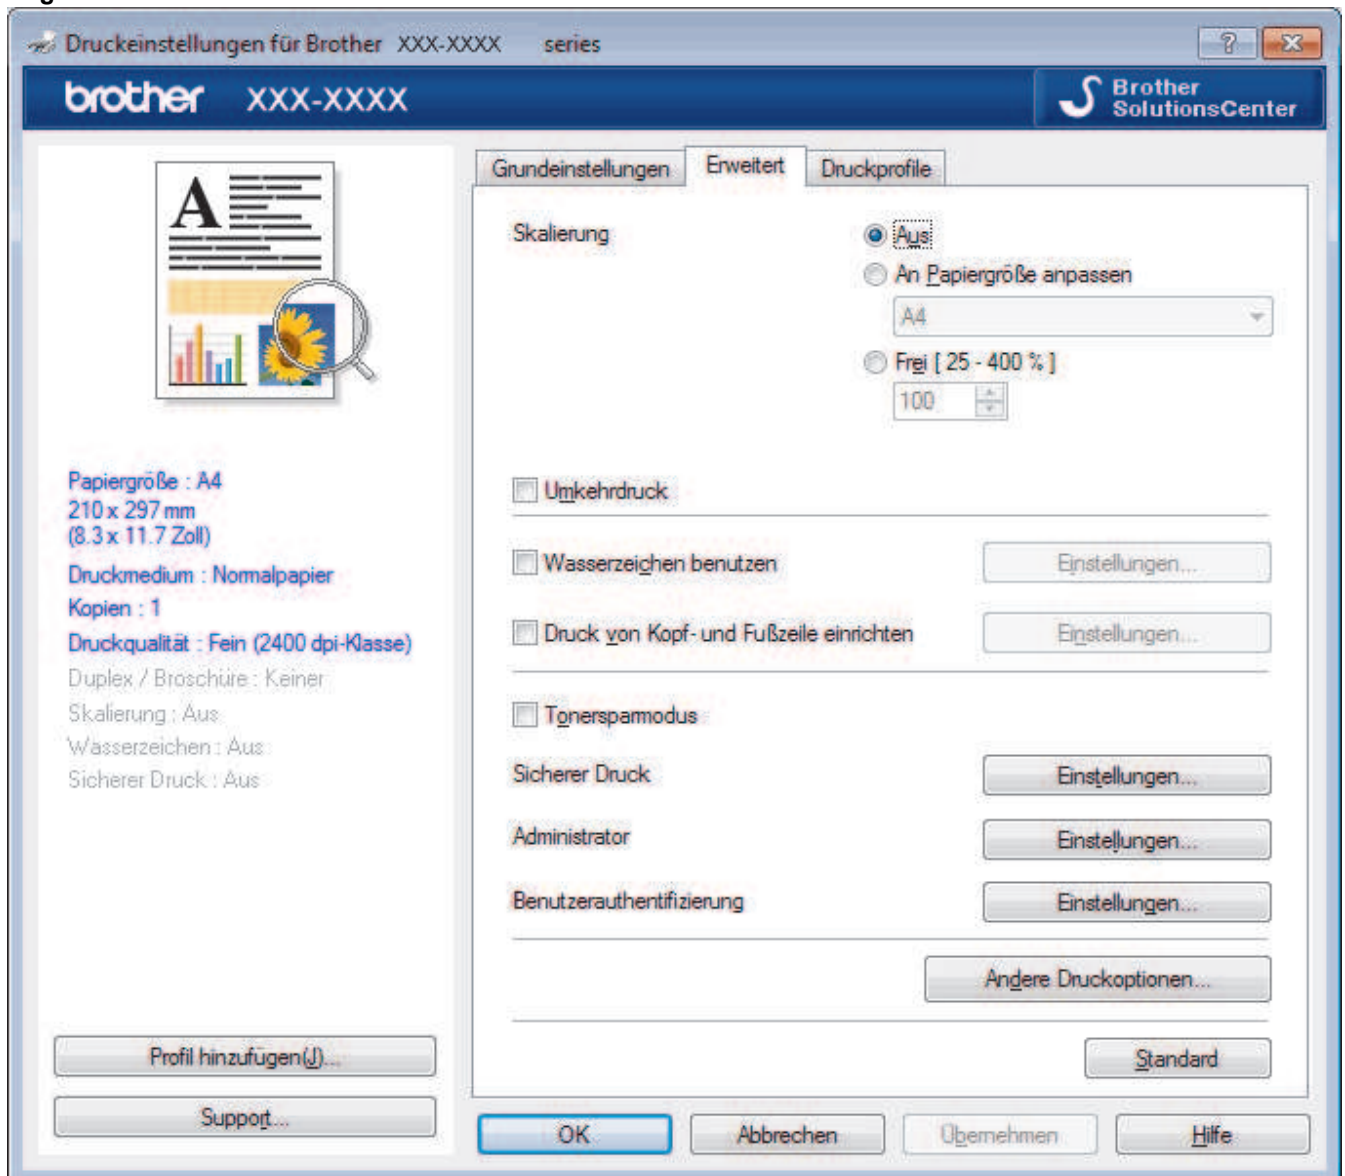 Druckeinstellungen für Brother XXX-XXXX series
brother XXX-XXXX
Brother
SolutionsCenter
A
Papiergröße : A4
210 x 297 mm
(8.3 x 11.7 Zoll)
Druckmedium : Normalpapier
Kopien : 1
Druckqualität : Fein (2400 dpi-Klasse)
Duplex / Broschüre : Keiner
Skalierung : Aus
Wasserzeichen : Aus
Sicherer Druck : Aus
Profil hinzufügen(J)...
Support...
Grundeinstellungen Erweitert Druckprofile
Skalierung
Aus
An Papiergröße anpassen
A4
Frei [ 25 - 400 % ]
100
Umkehrdruck
Wasserzeichen benutzen Einstellungen...
Druck von Kopf- und Fußzeile einrichten Einstellungen...
Tonersparmodus
Sicherer Druck Einstellungen...
Administrator Einstellungen...
Benutzerauthentifizierung Einstellungen...
Andere Druckoptionen...
Standard
OK Abbrechen Übernehmen Hilfe